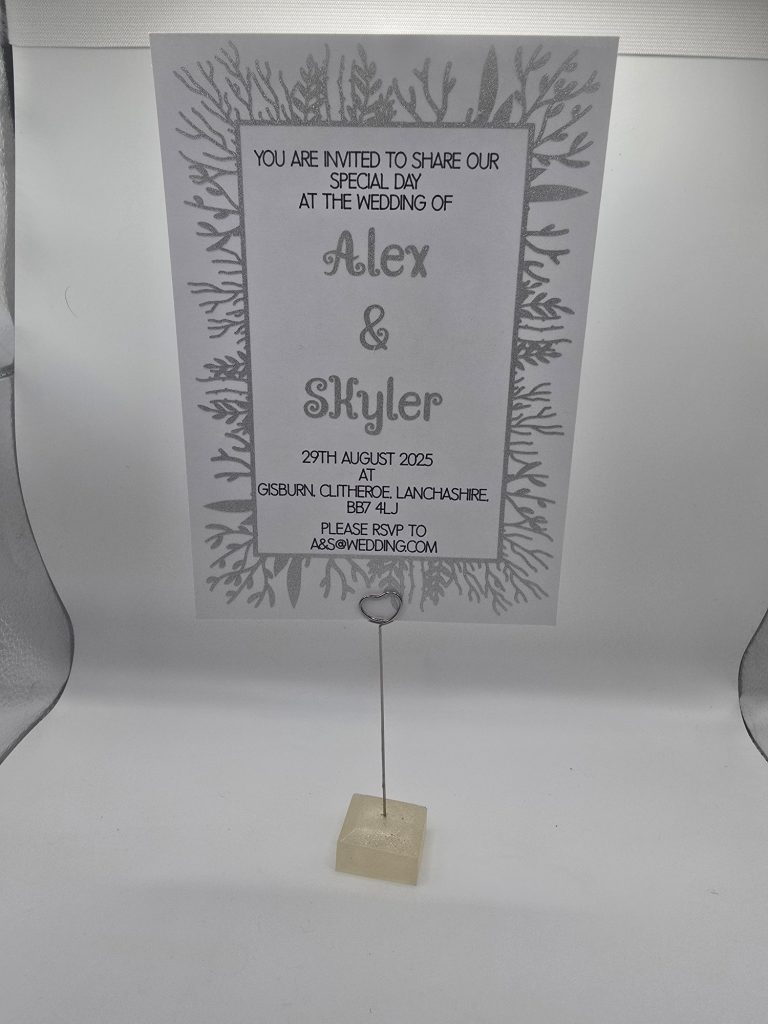 YOU ARE INVITED TO SHARE OUR
SPECIAL DAY
AT THE WEDDING OF
Alex
&
SKyler
29TH AUGUST 2025
AT
GISBURN, CLITHEROE, LANCHASHIRE,
BB7 4LJ
PLEASE RSVP TO
A&S@WEDDING.COM